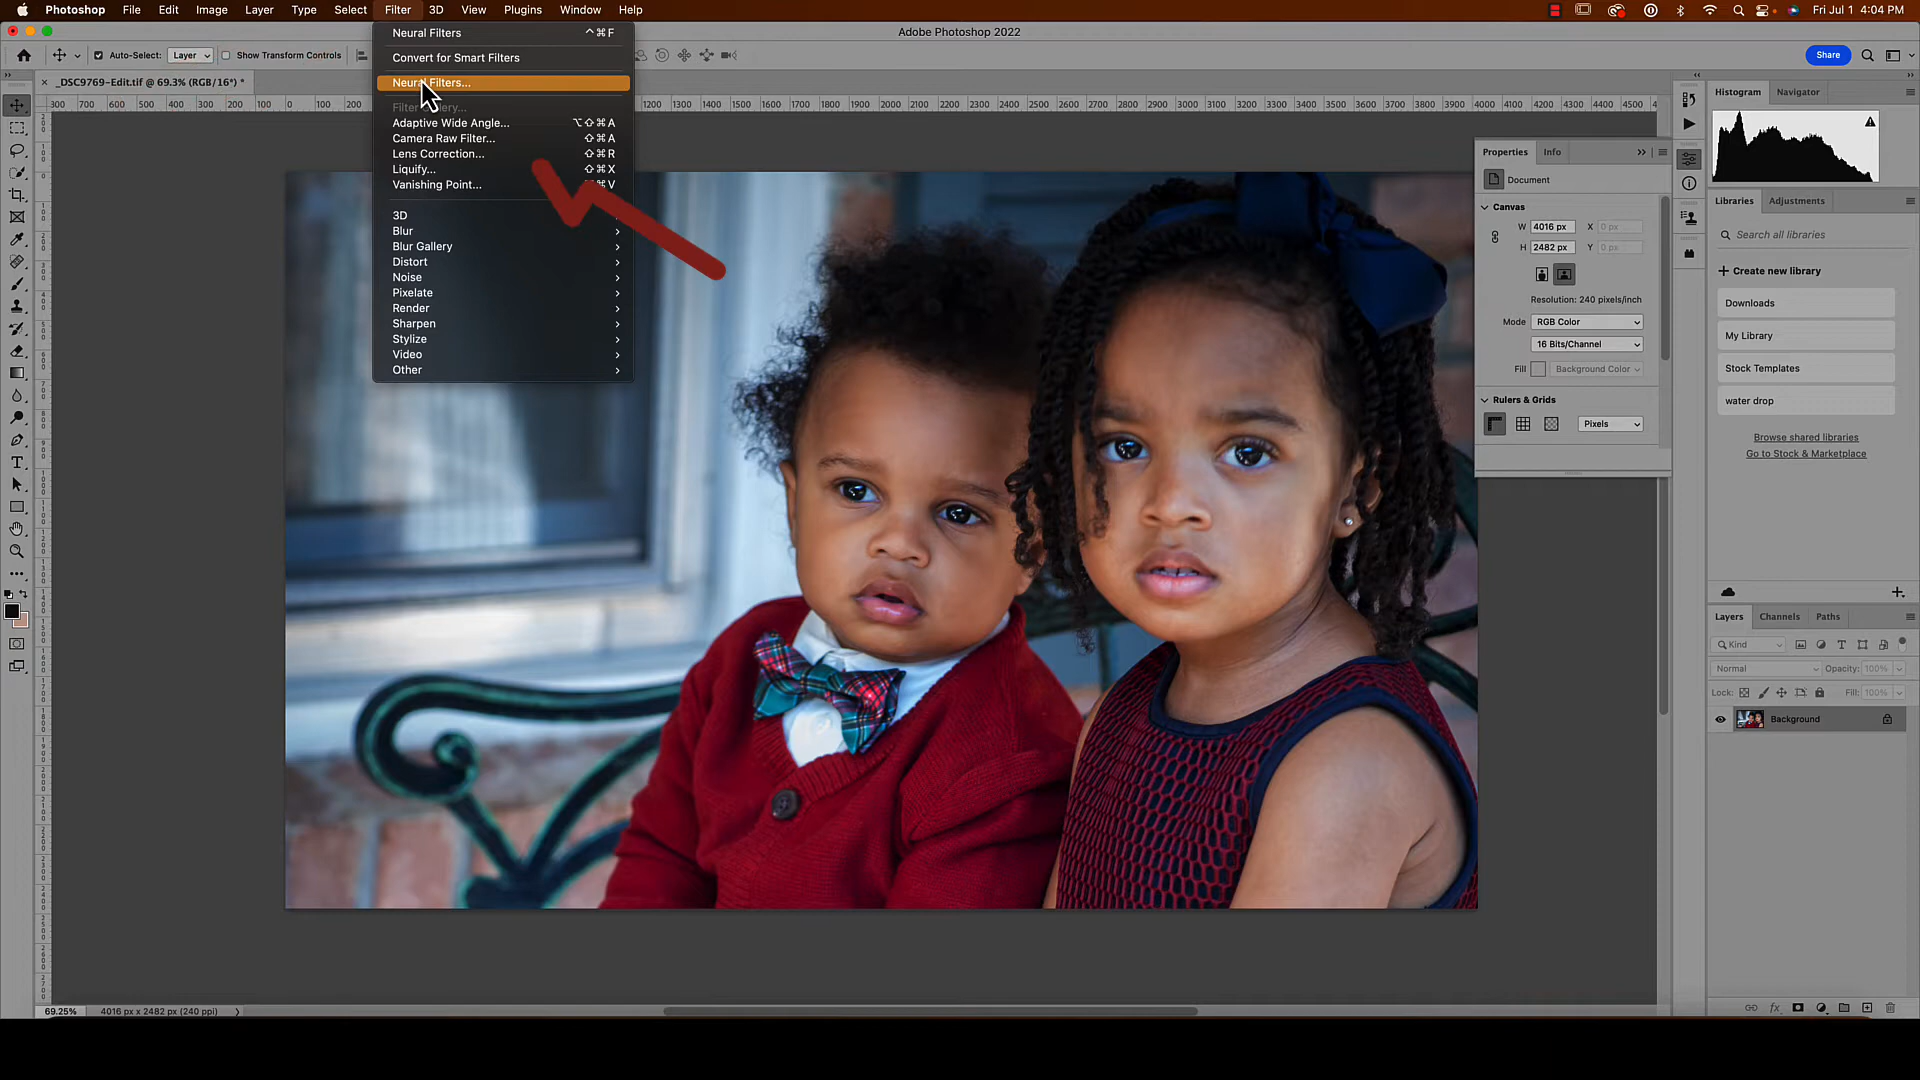 Photoshop File Edit Image Layer Type Select Filter 3D View Plugins Window Help Fri Jul 1 4:04 PM
Adobe Photoshop 2022
Auto-Select: Layer Show Transform Controls Share
_DSC9769-Edit.tif @ 69.3% (RGB/16*) *
Neural Filters ^⌘F
Convert for Smart Filters
Neural Filters...
Adaptive Wide Angle... ⌥⇧⌘A
Camera Raw Filter... ⇧⌘A
Lens Correction... ⇧⌘R
Liquify... ⇧⌘X
Vanishing Point... ⌘V
3D
Blur
Blur Gallery
Distort
Noise
Pixelate
Render
Sharpen
Stylize
Video
Other
Properties Info
Document
Canvas
W 4016 px X 0 px
H 2482 px Y 0 px
Resolution: 240 pixels/inch
Mode RGB Color
16 Bits/Channel
Fill Background Color
Rulers & Grids
Pixels
Histogram Navigator
Libraries Adjustments
Search all libraries
Create new library
Downloads
My Library
Stock Templates
water drop
Browse shared libraries
Go to Stock & Marketplace
Layers Channels Paths
Kind
Normal Opacity: 100%
Lock: Fill: 100%
Background
69.25% 4016 px x 2482 px (240 ppi)